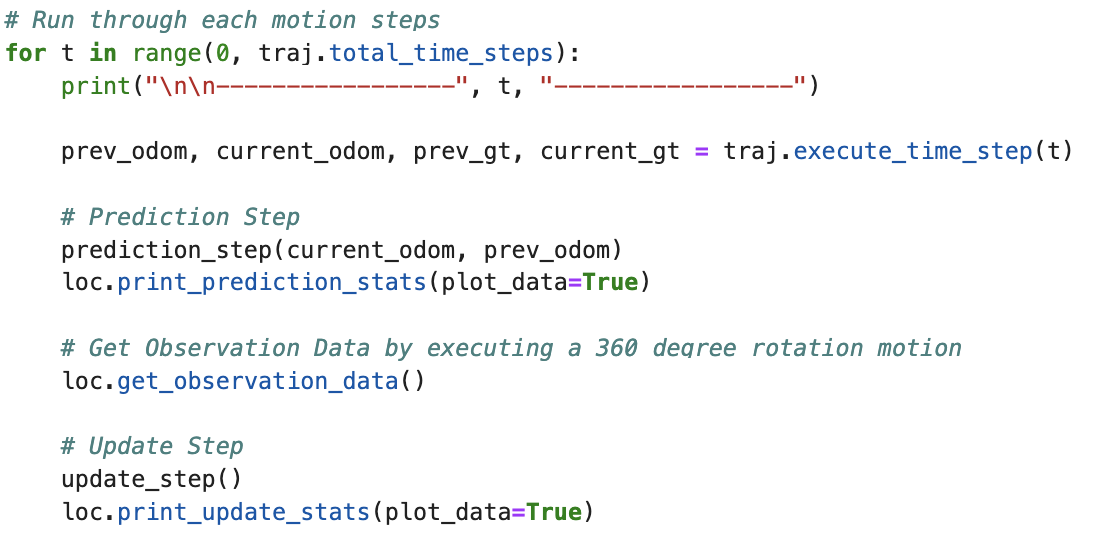 # Run through each motion steps
for t in range(0, traj.total_time_steps):
    print("\n\n-----------------", t, "-----------------")
    prev_odom, current_odom, prev_gt, current_gt = traj.execute_time_step(t)
    # Prediction Step
    prediction_step(current_odom, prev_odom)
    loc.print_prediction_stats(plot_data=True)
    # Get Observation Data by executing a 360 degree rotation motion
    loc.get_observation_data()
    # Update Step
    update_step()
    loc.print_update_stats(plot_data=True)